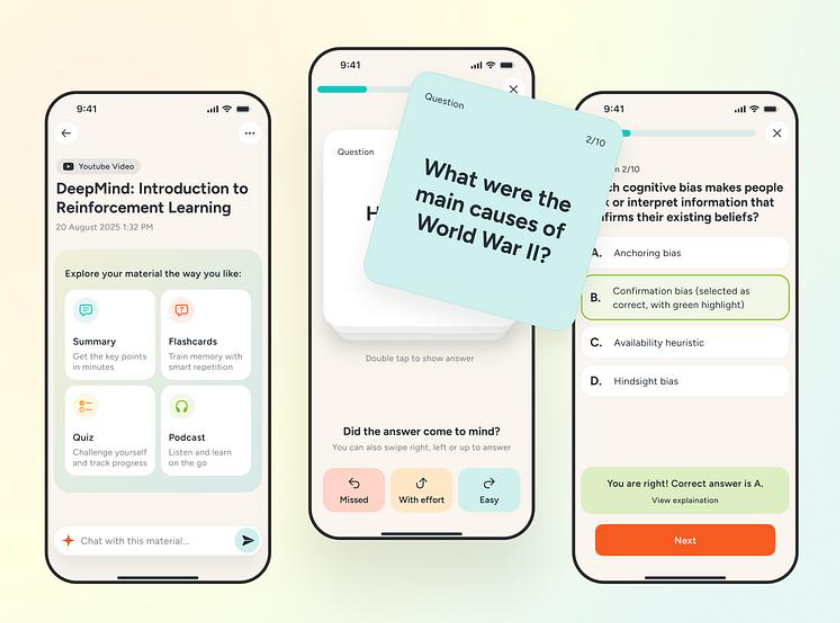 9:41
Youtube Video
DeepMind: Introduction to
Reinforcement Learning
20 August 2025 1:32 PM
Explore your material the way you like:
Summary
Get the key points
in minutes
Flashcards
Train memory with
smart repetition
Quiz
Challenge yourself
and track progress
Podcast
Listen and learn
on the go
Chat with this material...
9:41
Question
Question
2/10
What were the
main causes of
World War II?
Double tap to show answer
Did the answer come to mind?
You can also swipe right, left or up to answer
Missed
With effort
Easy
9:41
2/10
cognitive bias makes people
or interpret information that
their existing beliefs?
A. Anchoring bias
B. Confirmation bias (selected as
correct, with green highlight)
C. Availability heuristic
D. Hindsight bias
You are right! Correct answer is A.
View explaination
Next